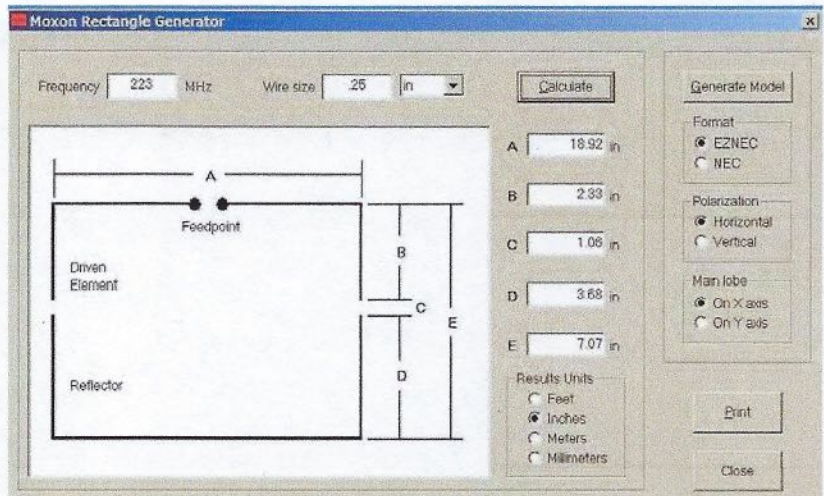 Moxon Rectangle Generator
Frequency 223 MHz Wire size .25 in Calculate
Generate Model
Format
EZNEC
NEC
Polarization
Horizontal
Vertical
Main lobe
On X axis
On Y axis
A
Feedpoint
Driven
Element
Reflector
B
C
D
E
A 18.92 in
B 2.33 in
C 1.06 in
D 3.68 in
E 7.07 in
Results Units
Feet
Inches
Meters
Millimeters
Print
Close